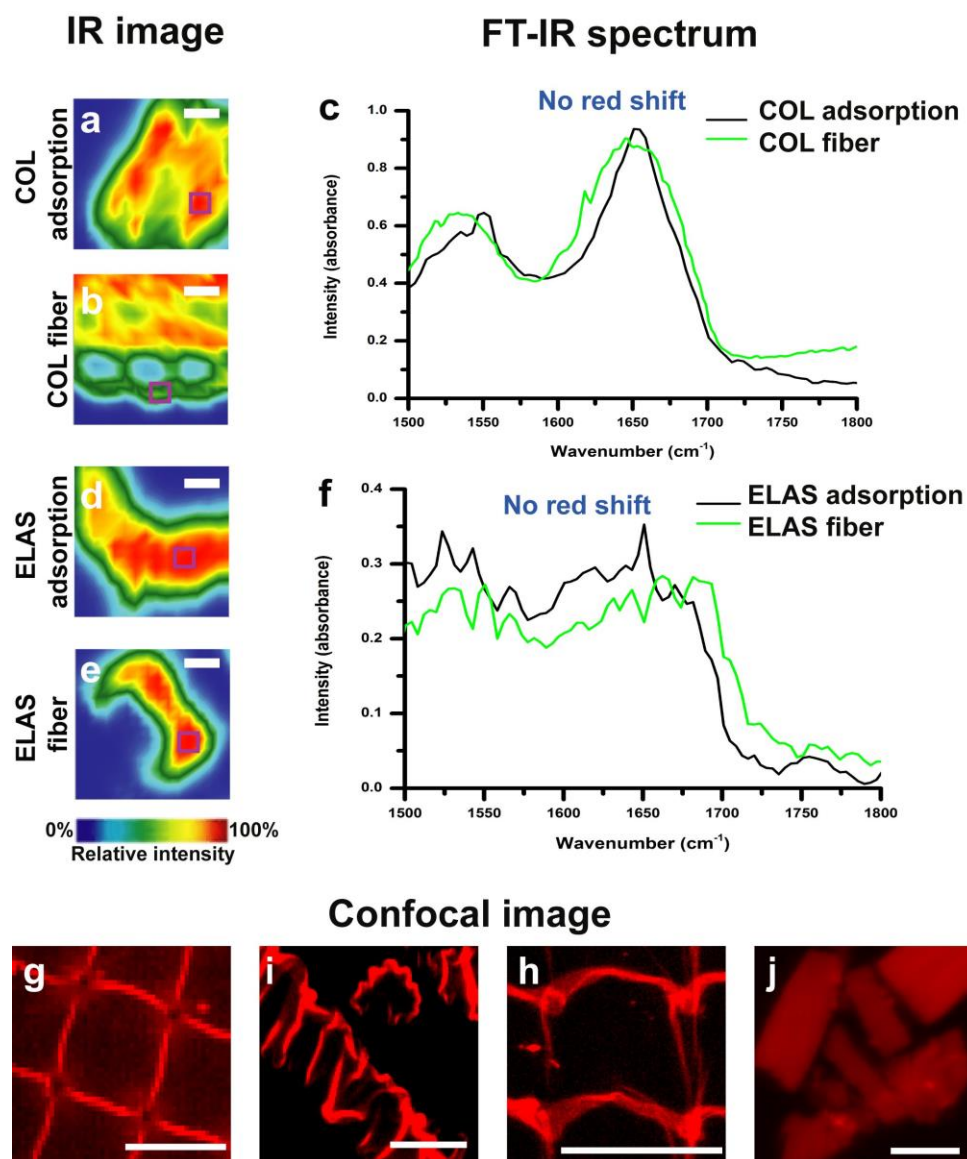 IR image
FT-IR spectrum
a
COL
adsorption
b
COL fiber
c
No red shift
COL adsorption
COL fiber
1.0
0.8
0.6
0.4
0.2
0.0
Intensity (absorbance)
1500
1550
1600
1650
1700
1750
1800
Wavenumber (cm⁻¹)
d
ELAS
adsorption
e
ELAS
fiber
0%
100%
Relative intensity
f
No red shift
ELAS adsorption
ELAS fiber
0.4
0.3
0.2
0.1
0.0
Intensity (absorbance)
1500
1550
1600
1650
1700
1750
1800
Wavenumber (cm⁻¹)
Confocal image
g
i
h
j